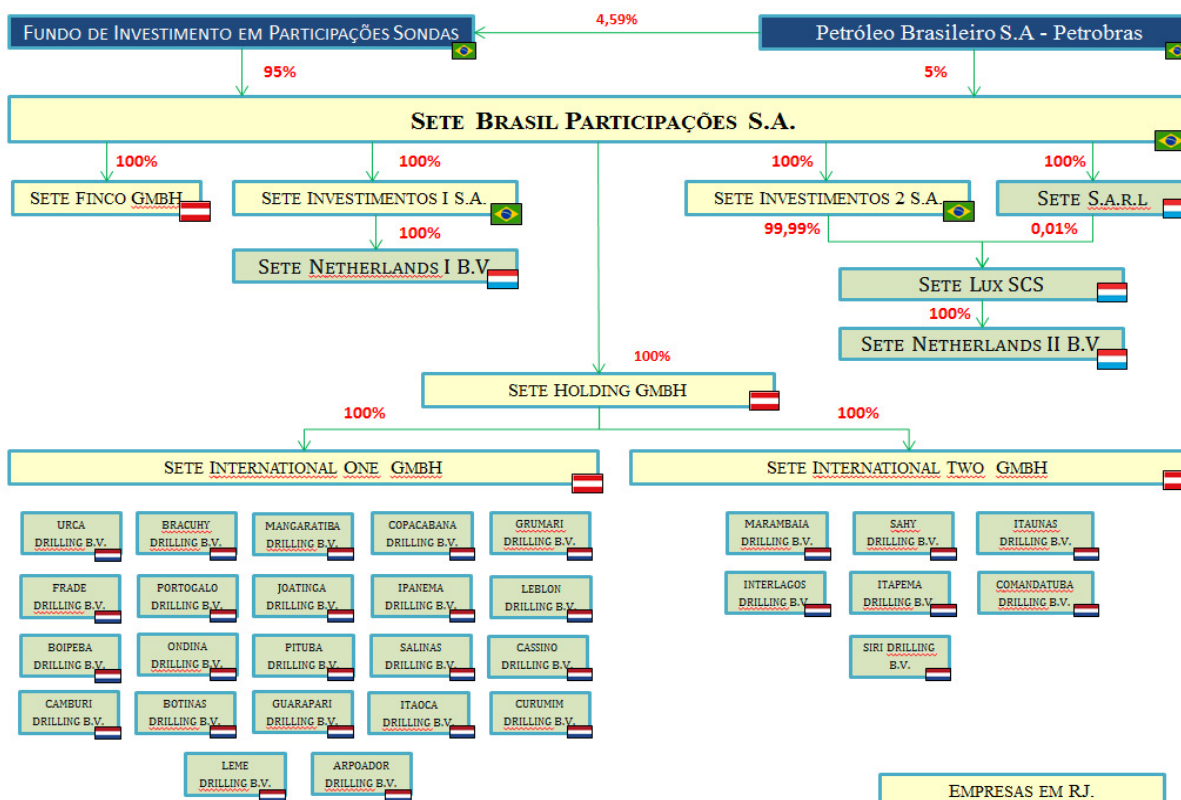 4,59%
FUNDO DE INVESTIMENTO EM PARTICIPAÇÕES SONDAS
Petróleo Brasileiro S.A - Petrobras
95%
5%
SETE BRASIL PARTICIPAÇÕES S.A.
100%
100%
100%
100%
SETE FINCO GMBH
SETE INVESTIMENTOS I S.A.
SETE INVESTIMENTOS 2 S.A.
SETE S.A.R.L
100%
99,99%
0,01%
SETE NETHERLANDS I B.V
SETE LUX SCS
100%
SETE NETHERLANDS II B.V
100%
SETE HOLDING GMBH
100%
100%
SETE INTERNATIONAL ONE GMBH
SETE INTERNATIONAL TWO GMBH
URCA
DRILLING B.V.
BRACUHY
DRILLING B.V.
MANGARATIBA
DRILLING B.V.
COPACABANA
DRILLING B.V.
GRUMARI
DRILLING B.V.
MARAMBAIA
DRILLING B.V.
SAHY
DRILLING B.V.
ITAUNAS
DRILLING B.V.
FRADE
DRILLING B.V.
PORTOGALO
DRILLING B.V.
JOATINGA
DRILLING B.V.
IPANEMA
DRILLING B.V.
LEBLON
DRILLING B.V.
INTERLAGOS
DRILLING B.V.
ITAPEMA
DRILLING B.V.
COMANDATUBA
DRILLING B.V.
BOIPEBA
DRILLING B.V.
ONDINA
DRILLING B.V.
PITUBA
DRILLING B.V.
SALINAS
DRILLING B.V.
CASSINO
DRILLING B.V.
SIRI DRILLING
B.V.
CAMBURI
DRILLING B.V.
BOTINAS
DRILLING B.V.
GUARAPARI
DRILLING B.V.
ITAOCA
DRILLING B.V.
CURUMIM
DRILLING B.V.
LEME
DRILLING B.V.
ARPOADOR
DRILLING B.V.
EMPRESAS EM RJ.